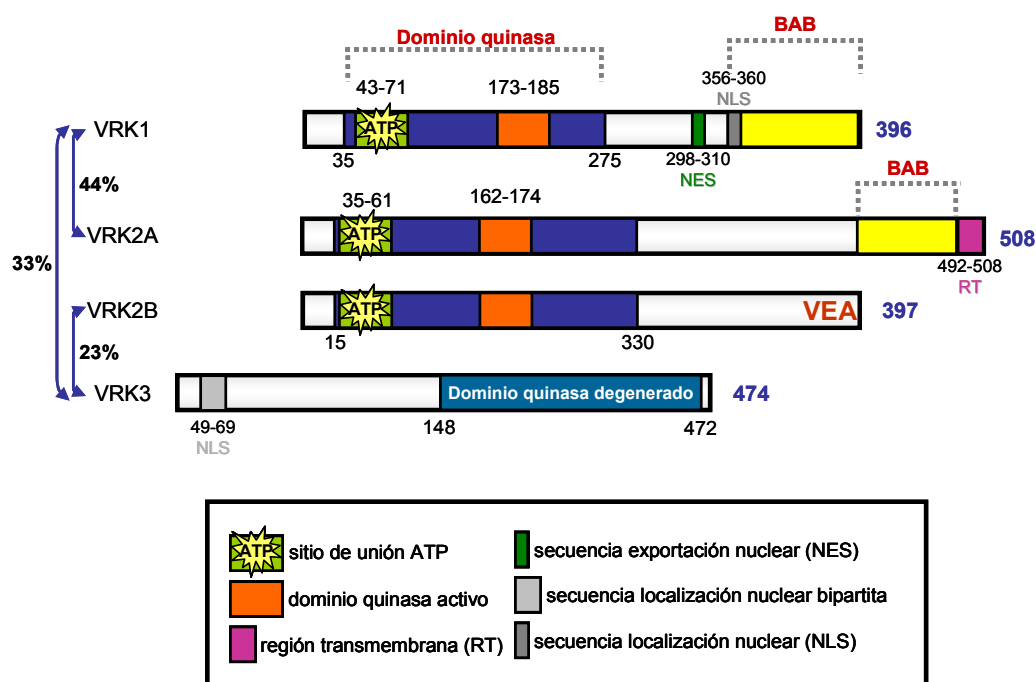 Dominio quinasa
BAB
43-71
173-185
356-360
NLS
VRK1
ATP
396
35
275
298-310
NES
44%
BAB
35-61
162-174
VRK2A
ATP
508
33%
492-508
RT
VRK2B
ATP
VEA
397
15
330
23%
VRK3
Dominio quinasa degenerado
474
49-69
NLS
148
472
ATP
sitio de unión ATP
secuencia exportación nuclear (NES)
dominio quinasa activo
secuencia localización nuclear bipartita
región transmembrana (RT)
secuencia localización nuclear (NLS)